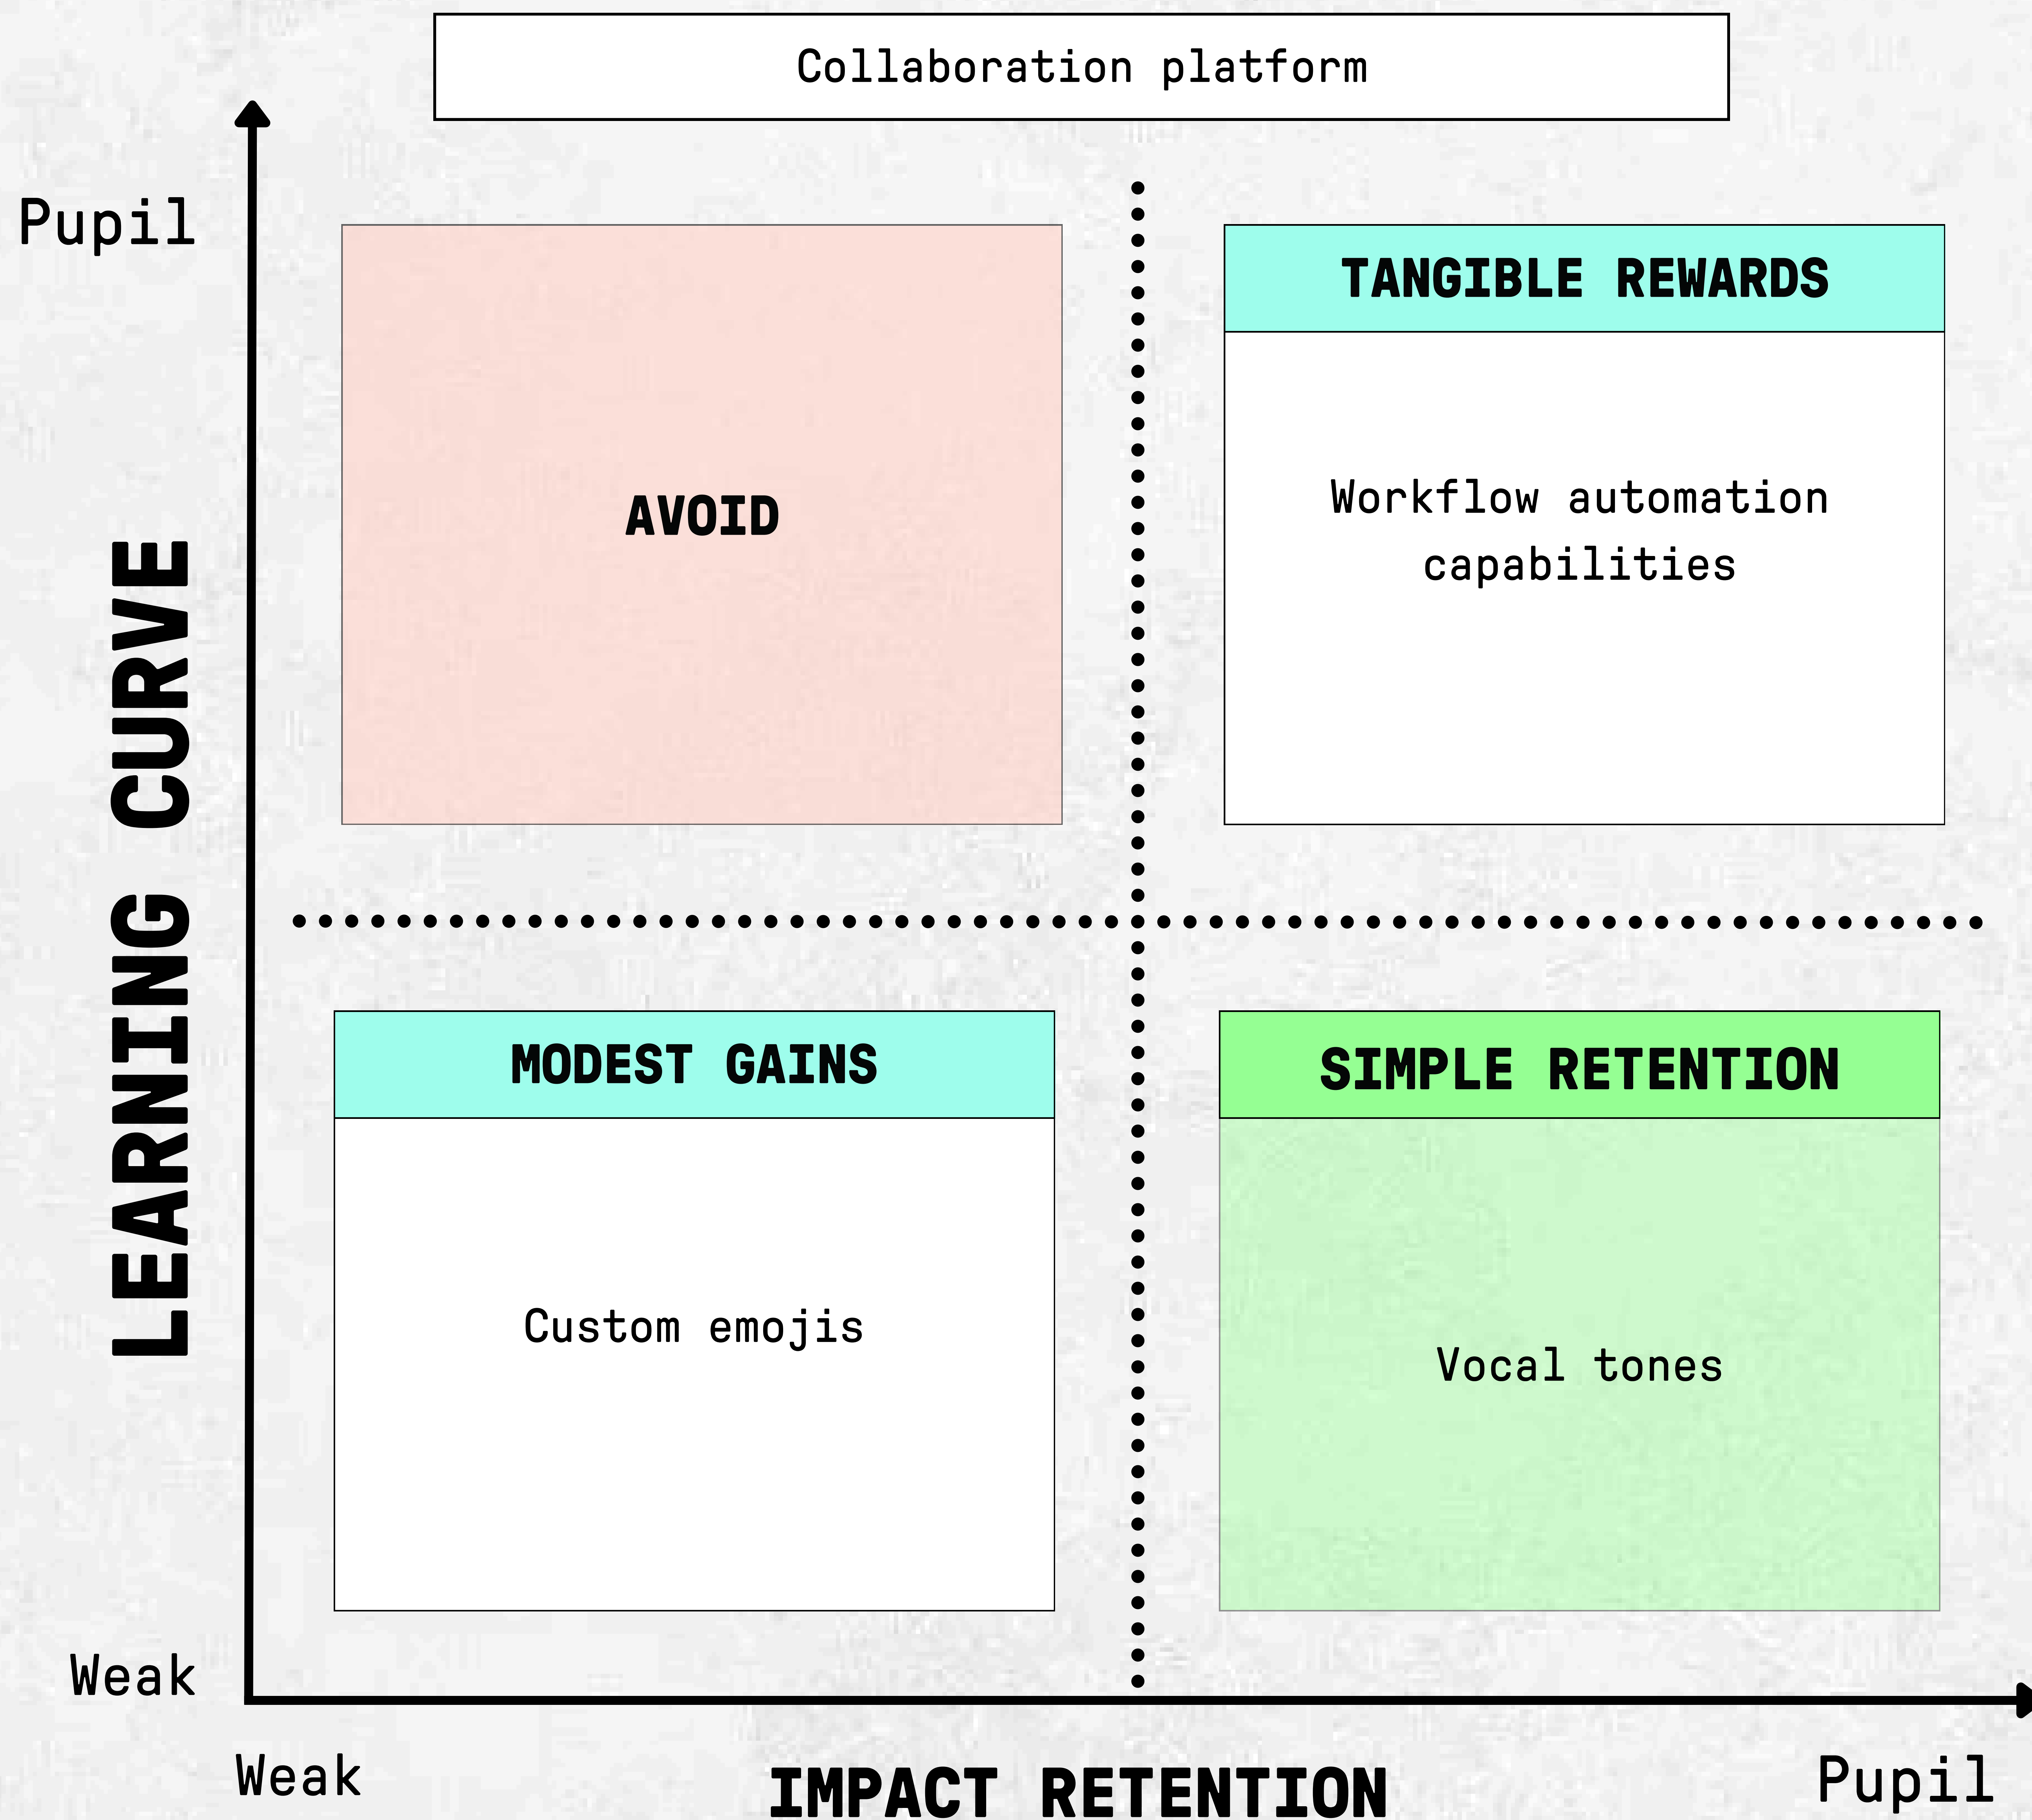 Collaboration platform
Pupil
TANGIBLE REWARDS
Workflow automation
capabilities
AVOID
LEARNING CURVE
MODEST GAINS
Custom emojis
SIMPLE RETENTION
Vocal tones
Weak
Weak
IMPACT RETENTION
Pupil